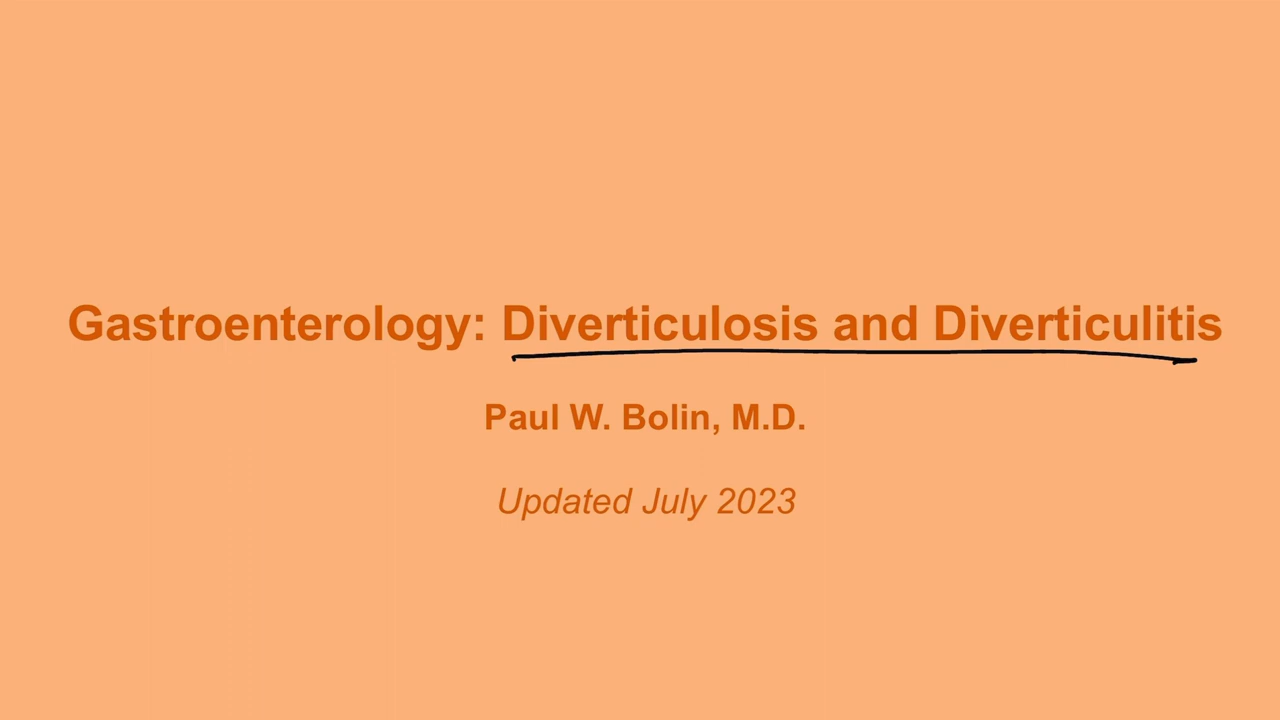 Gastroenterology: Diverticulosis and Diverticulitis
Paul W. Bolin, M.D.
Updated July 2023